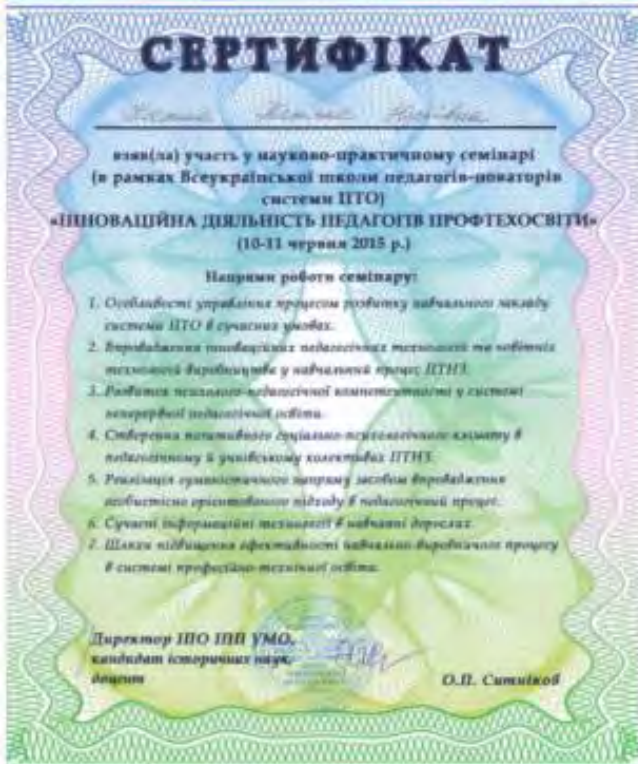 СЕРТИФІКАТ
взяв(ла) участь у науково-практичному семінарі
(в рамках Всеукраїнської школи педагогів-новаторів
системи ПТО)
«ІННОВАЦІЙНА ДІЯЛЬНІСТЬ ПЕДАГОГІВ ПРОФТЕХОСВІТИ»
(10-11 червня 2015 р.)
Напрями роботи семінару:
1. Особливості управління процесом розвитку навчального закладу
системи ПТО в сучасних умовах.
2. Впровадження інноваційних педагогічних технологій та новітніх
технологій виробництва у навчальний процес ПТНЗ.
3. Розвиток психолого-педагогічної компетентності у системі
неперервної педагогічної освіти.
4. Створення позитивного соціально-психологічного клімату в
педагогічному й учнівському колективах ПТНЗ.
5. Реалізація гуманістичного напряму засобом впровадження
особистісно орієнтованого підходу в педагогічний процес.
6. Сучасні інформаційні технології в навчанні дорослих.
7. Шляхи підвищення ефективності навчально-виробничого процесу
в системі професійно-технічної освіти.
Директор ІПО ІПП УМО,
кандидат історичних наук,
доцент
О.П. Ситніков